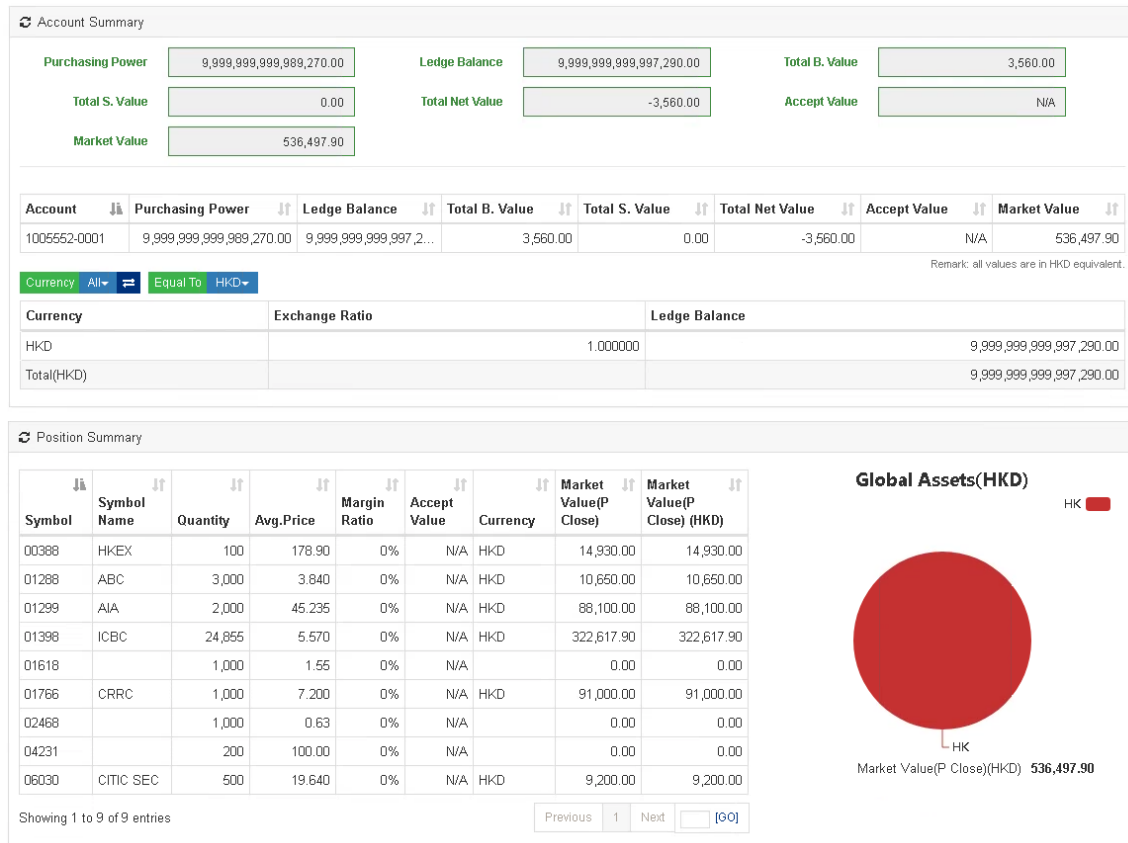 Account Summary
Purchasing Power 9,999,999,999,989,270.00 Ledge Balance 9,999,999,999,997,290.00 Total B. Value 3,560.00
Total S. Value 0.00 Total Net Value -3,560.00 Accept Value N/A
Market Value 536,497.90
Account Purchasing Power Ledge Balance Total B. Value Total S. Value Total Net Value Accept Value Market Value
1005552-0001 9,999,999,999,989,270.00 9,999,999,999,997,2... 3,560.00 0.00 -3,560.00 N/A 536,497.90
Remark: all values are in HKD equivalent.
Currency All Equal To HKD
Currency Exchange Ratio Ledge Balance
HKD 1.000000 9,999,999,999,997,290.00
Total(HKD) 9,999,999,999,997,290.00
Position Summary
Symbol Symbol Name Quantity Avg.Price Margin Ratio Accept Value Currency Market Value(P Close) Market Value(P Close) (HKD)
00388 HKEX 100 178.90 0% N/A HKD 14,930.00 14,930.00
01288 ABC 3,000 3.840 0% N/A HKD 10,650.00 10,650.00
01299 AIA 2,000 45.235 0% N/A HKD 88,100.00 88,100.00
01398 ICBC 24,855 5.570 0% N/A HKD 322,617.90 322,617.90
01618 1,000 1.55 0% N/A 0.00 0.00
01766 CRRC 1,000 7.200 0% N/A HKD 91,000.00 91,000.00
02468 1,000 0.63 0% N/A 0.00 0.00
04231 200 100.00 0% N/A 0.00 0.00
06030 CITIC SEC 500 19.640 0% N/A HKD 9,200.00 9,200.00
Showing 1 to 9 of 9 entries
Previous 1 Next [GO]
Global Assets(HKD)
HK
HK
Market Value(P Close)(HKD) 536,497.90